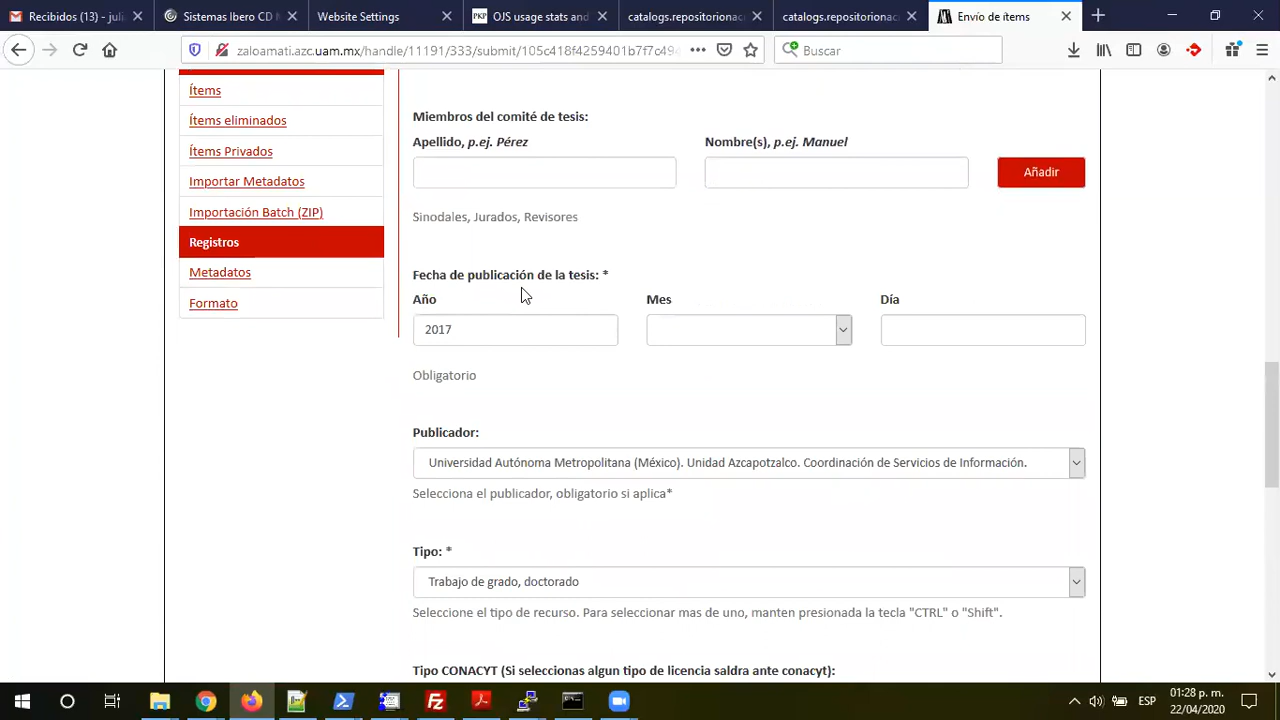 Recibidos (13) - juli
Sistemas Ibero CD M
Website Settings
PKP
OJS usage stats and
catalogs.repositorionaci
catalogs.repositorionaci
Envío de ítems
zaloamati.azc.uam.mx/handle/11191/333/submit/105c418f4259401b7f7c49
Buscar
Ítems
Ítems eliminados
Ítems Privados
Importar Metadatos
Importación Batch (ZIP)
Registros
Metadatos
Formato
Miembros del comité de tesis:
Apellido, p.ej. Pérez
Nombre(s), p.ej. Manuel
Añadir
Sinodales, Jurados, Revisores
Fecha de publicación de la tesis: *
Año
Mes
Día
2017
Obligatorio
Publicador:
Universidad Autónoma Metropolitana (México). Unidad Azcapotzalco. Coordinación de Servicios de Información.
Selecciona el publicador, obligatorio si aplica*
Tipo: *
Trabajo de grado, doctorado
Seleccione el tipo de recurso. Para seleccionar mas de uno, manten presionada la tecla "CTRL" o "Shift".
Tipo CONACYT (Si seleccionas algun tipo de licencia saldra ante conacyt):
ESP
01:28 p. m.
22/04/2020